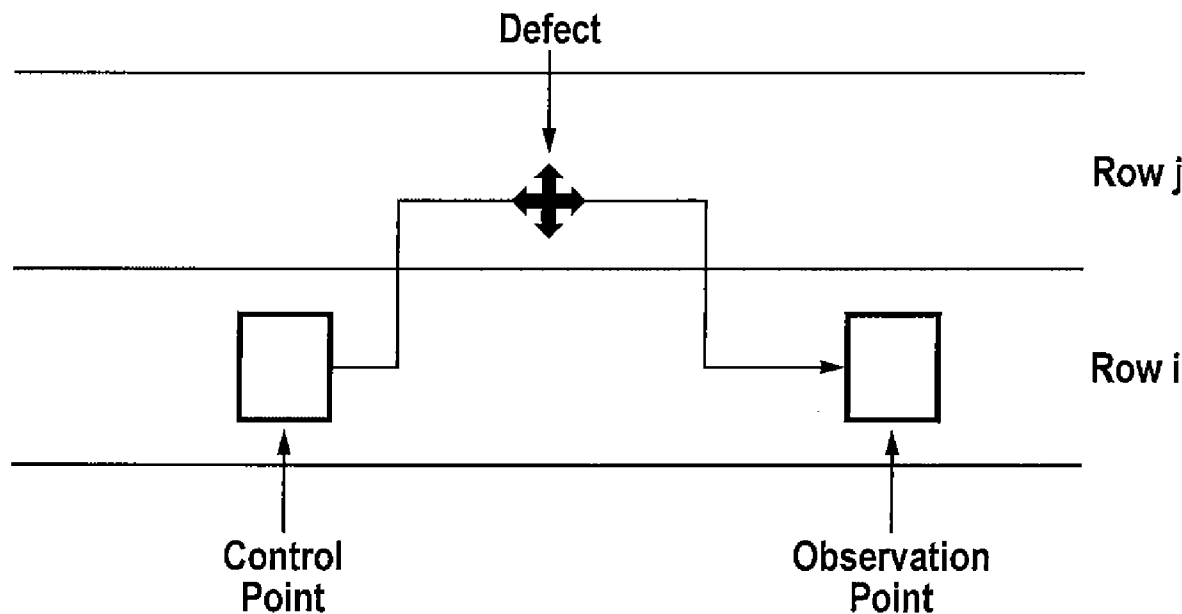 Defect
Row j
Row i
Control
Point
Observation
Point